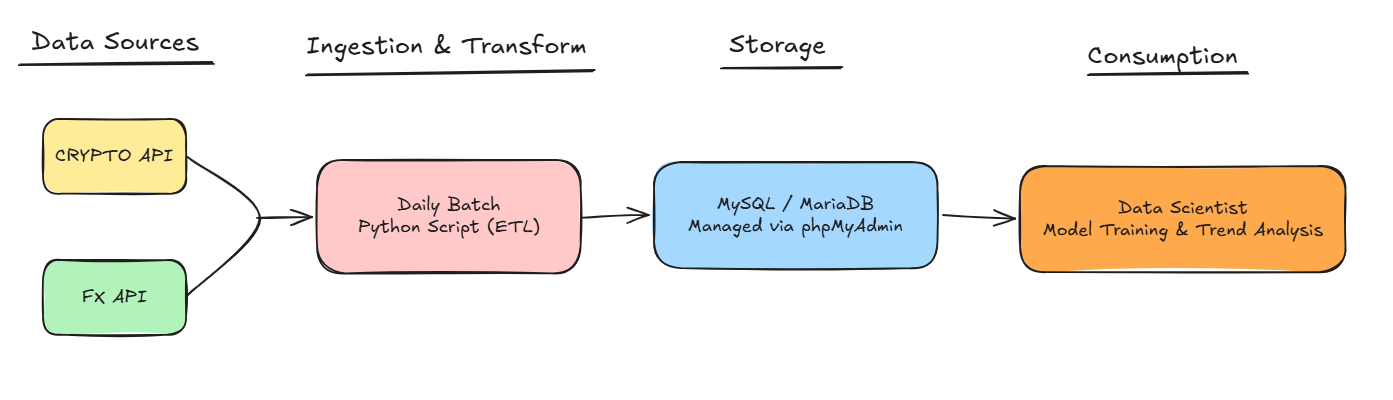 Data Sources
Ingestion & Transform
Storage
Consumption
CRYPTO API
FX API
Daily Batch
Python Script (ETL)
MySQL / MariaDB
Managed via phpMyAdmin
Data Scientist
Model Training & Trend Analysis